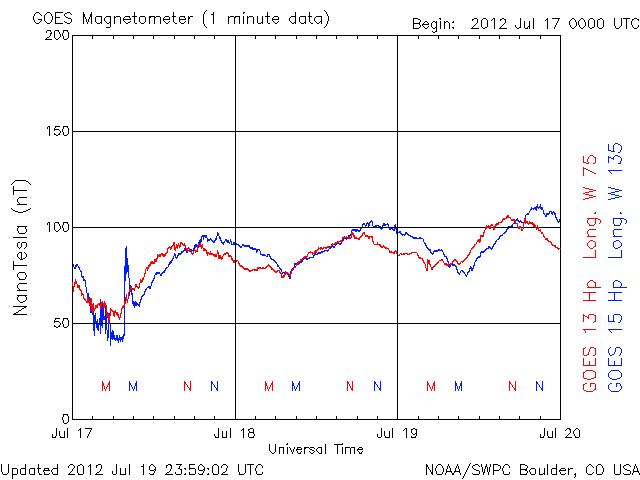 GOES Magnetometer (1 minute data)
Begin: 2012 Jul 17 0000 UTC
200
150
100
50
0
NanoTesla (nT)
M M N N M M N N M M N N
Jul 17 Jul 18 Jul 19 Jul 20
Universal Time
GOES 13 Hp Long. W 75
GOES 15 Hp Long. W 135
Updated 2012 Jul 19 23:59:02 UTC
NOAA/SWPC Boulder, CO USA